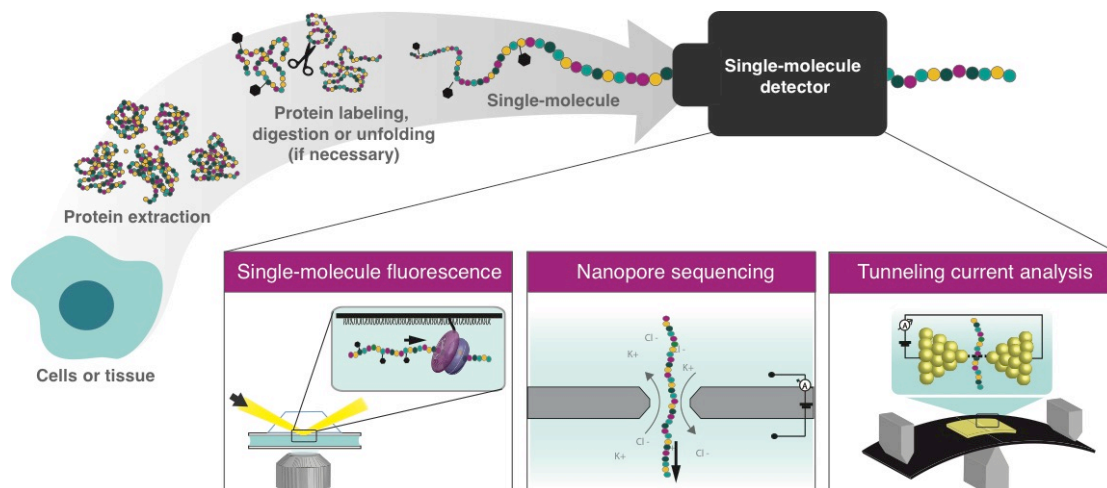 Single-molecule
detector
Single-molecule
Protein labeling,
digestion or unfolding
(if necessary)
Protein extraction
Cells or tissue
Single-molecule fluorescence
Nanopore sequencing
Cl -
Cl -
K+
K+
A
Cl -
Cl -
K+
K+
Tunneling current analysis
A